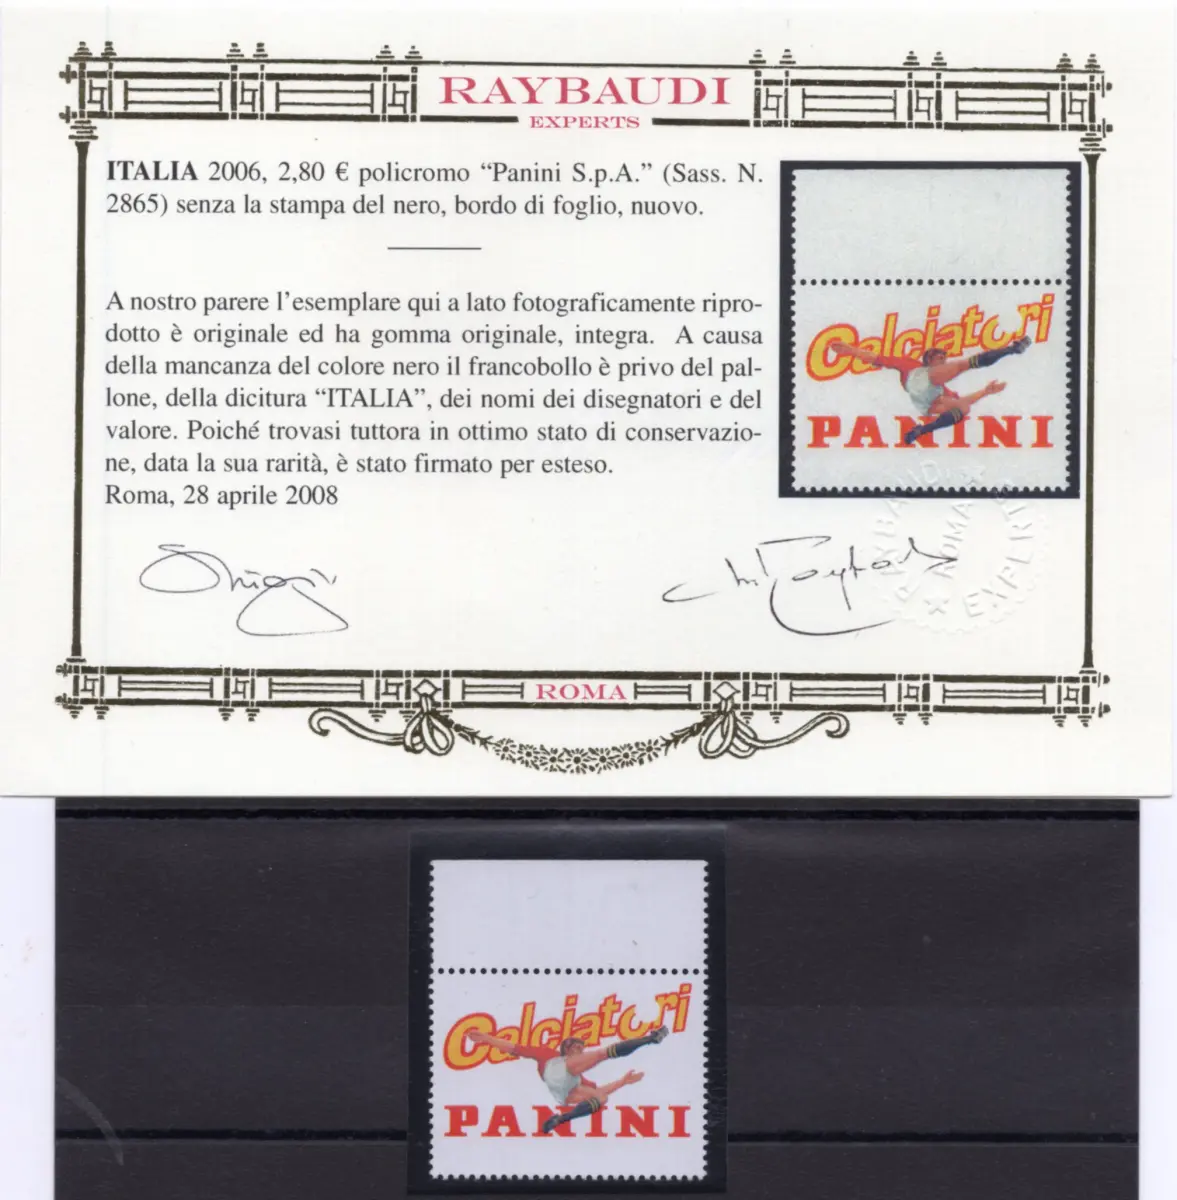 RAYBAUDI
EXPERTS
ITALIA 2006, 2,80 € policromo “Panini S.p.A.” (Sass. N.
2865) senza la stampa del nero, bordo di foglio, nuovo.
A nostro parere l’esemplare qui a lato fotograficamente ripro-
dotto è originale ed ha gomma originale, integra. A causa
della mancanza del colore nero il francobollo è privo del pal-
lone, della dicitura “ITALIA”, dei nomi dei disegnatori e del
valore. Poiché trovasi tuttora in ottimo stato di conservazio-
ne, data la sua rarità, è stato firmato per esteso.
Roma, 28 aprile 2008
Calciatori
PANINI
RAYBAUDI
ROMA
EXPERTS
ROMA
Calciatori
PANINI